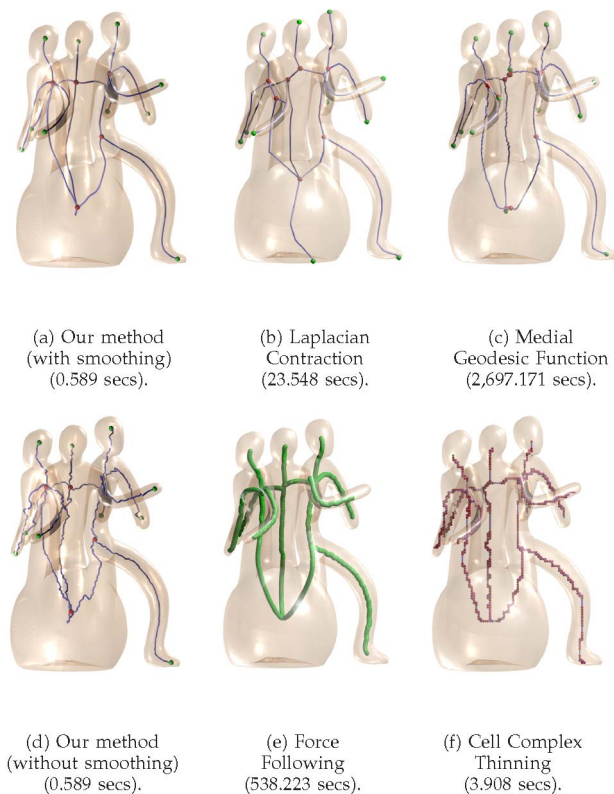 (a) Our method
(with smoothing)
(0.589 secs).
(b) Laplacian
Contraction
(23.548 secs).
(c) Medial
Geodesic Function
(2,697.171 secs).
(d) Our method
(without smoothing)
(0.589 secs).
(e) Force
Following
(538.223 secs).
(f) Cell Complex
Thinning
(3.908 secs).